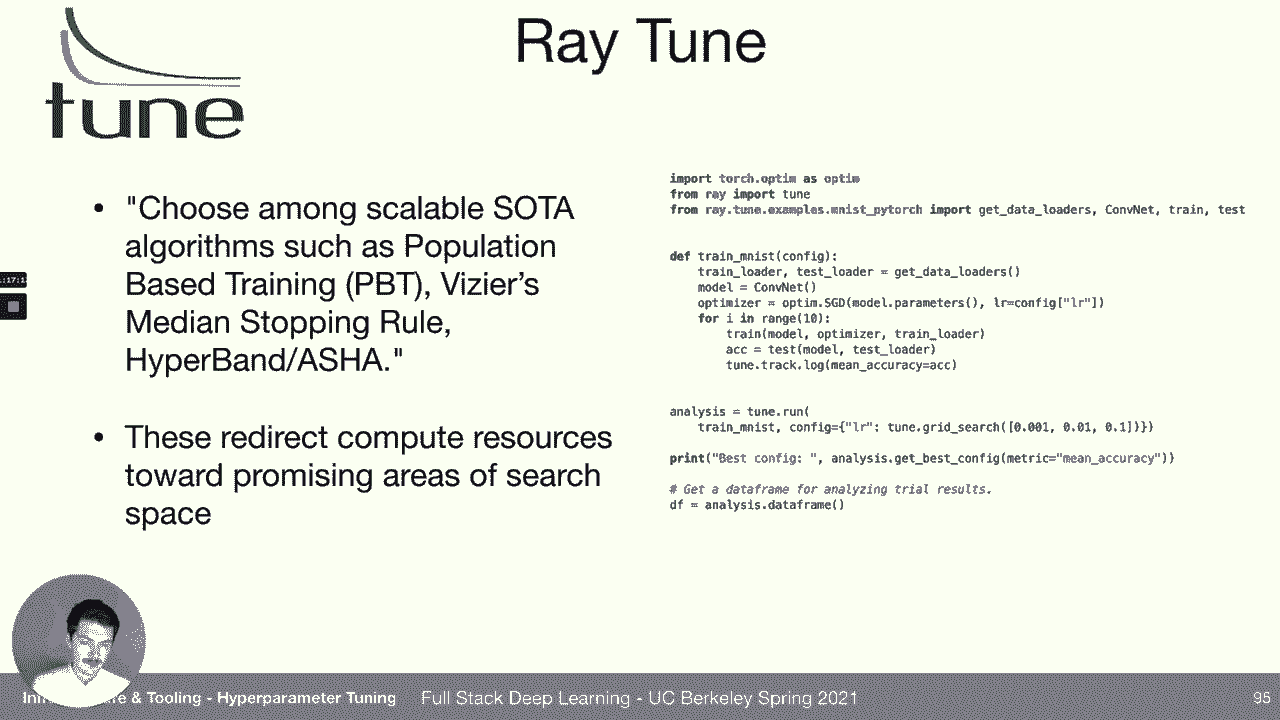 Ray Tune
tune
• "Choose among scalable SOTA
algorithms such as Population
Based Training (PBT), Vizier's
Median Stopping Rule,
HyperBand/ASHA."
• These redirect compute resources
toward promising areas of search
space
import torch.optim as optim
from ray import tune
from ray.tune.examples.mnist_pytorch import get_data_loaders, ConvNet, train, test
def train_mnist(config):
    train_loader, test_loader = get_data_loaders()
    model = ConvNet()
    optimizer = optim.SGD(model.parameters(), lr=config["lr"])
    for i in range(10):
        train(model, optimizer, train_loader)
        acc = test(model, test_loader)
        tune.track.log(mean_accuracy=acc)
analysis = tune.run(
    train_mnist, config={"lr": tune.grid_search([0.001, 0.01, 0.1])})
print("Best config: ", analysis.get_best_config(metric="mean_accuracy"))
# Get a dataframe for analyzing trial results.
df = analysis.dataframe()
& Tooling - Hyperparameter Tuning
Full Stack Deep Learning - UC Berkeley Spring 2021
95